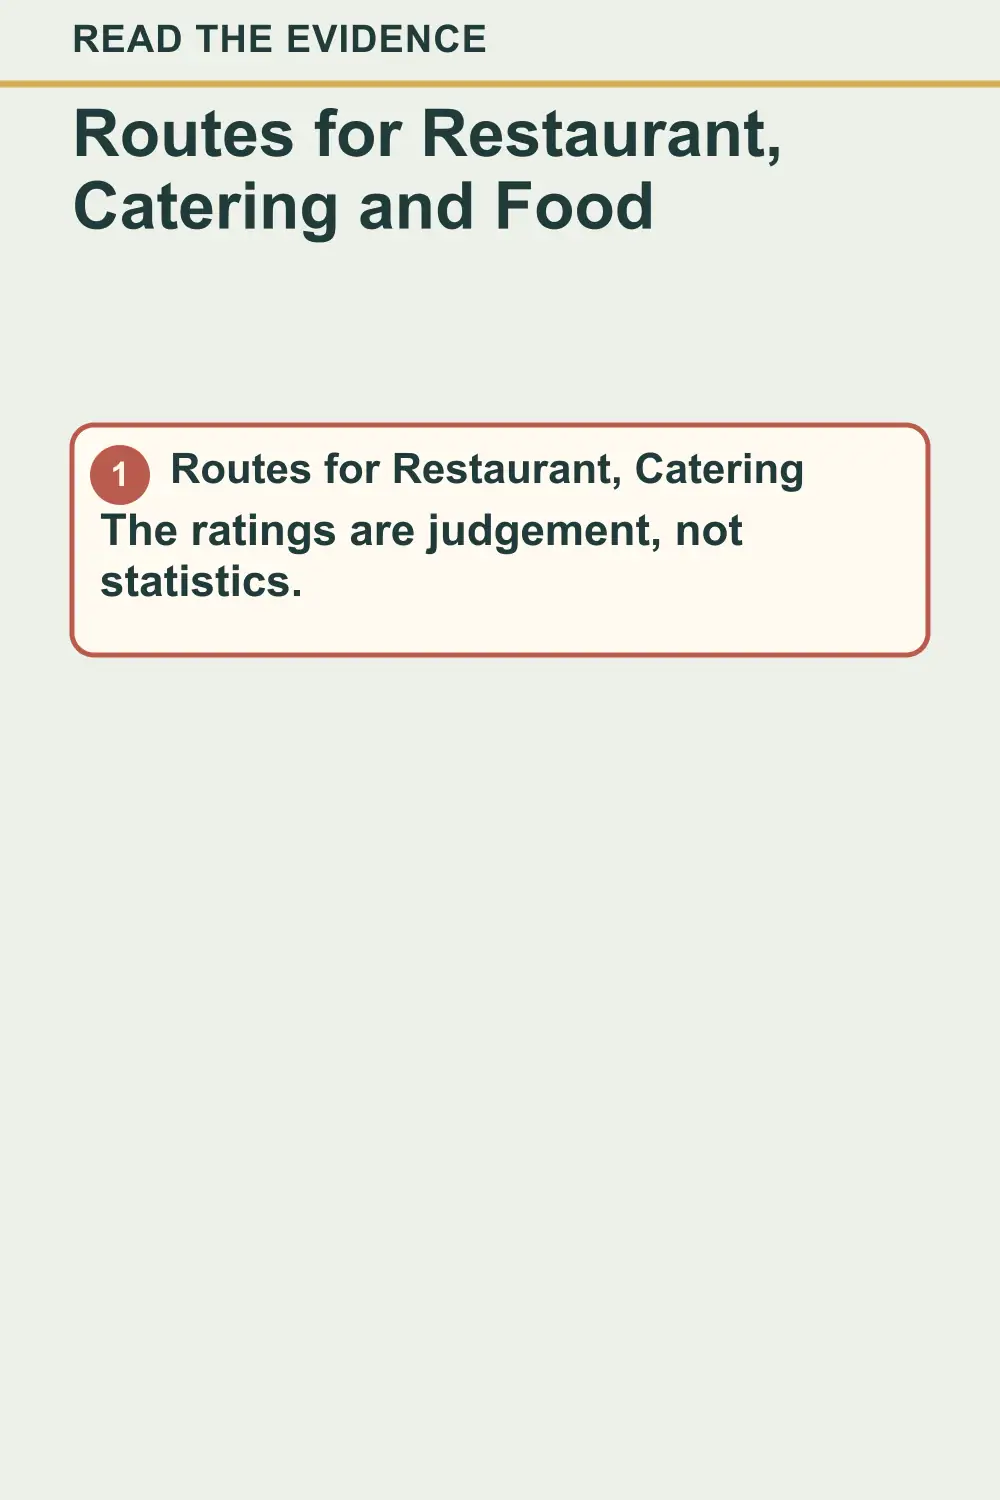 READ THE EVIDENCE
Routes for Restaurant,
Catering and Food
1 Routes for Restaurant, Catering
The ratings are judgement, not
statistics.